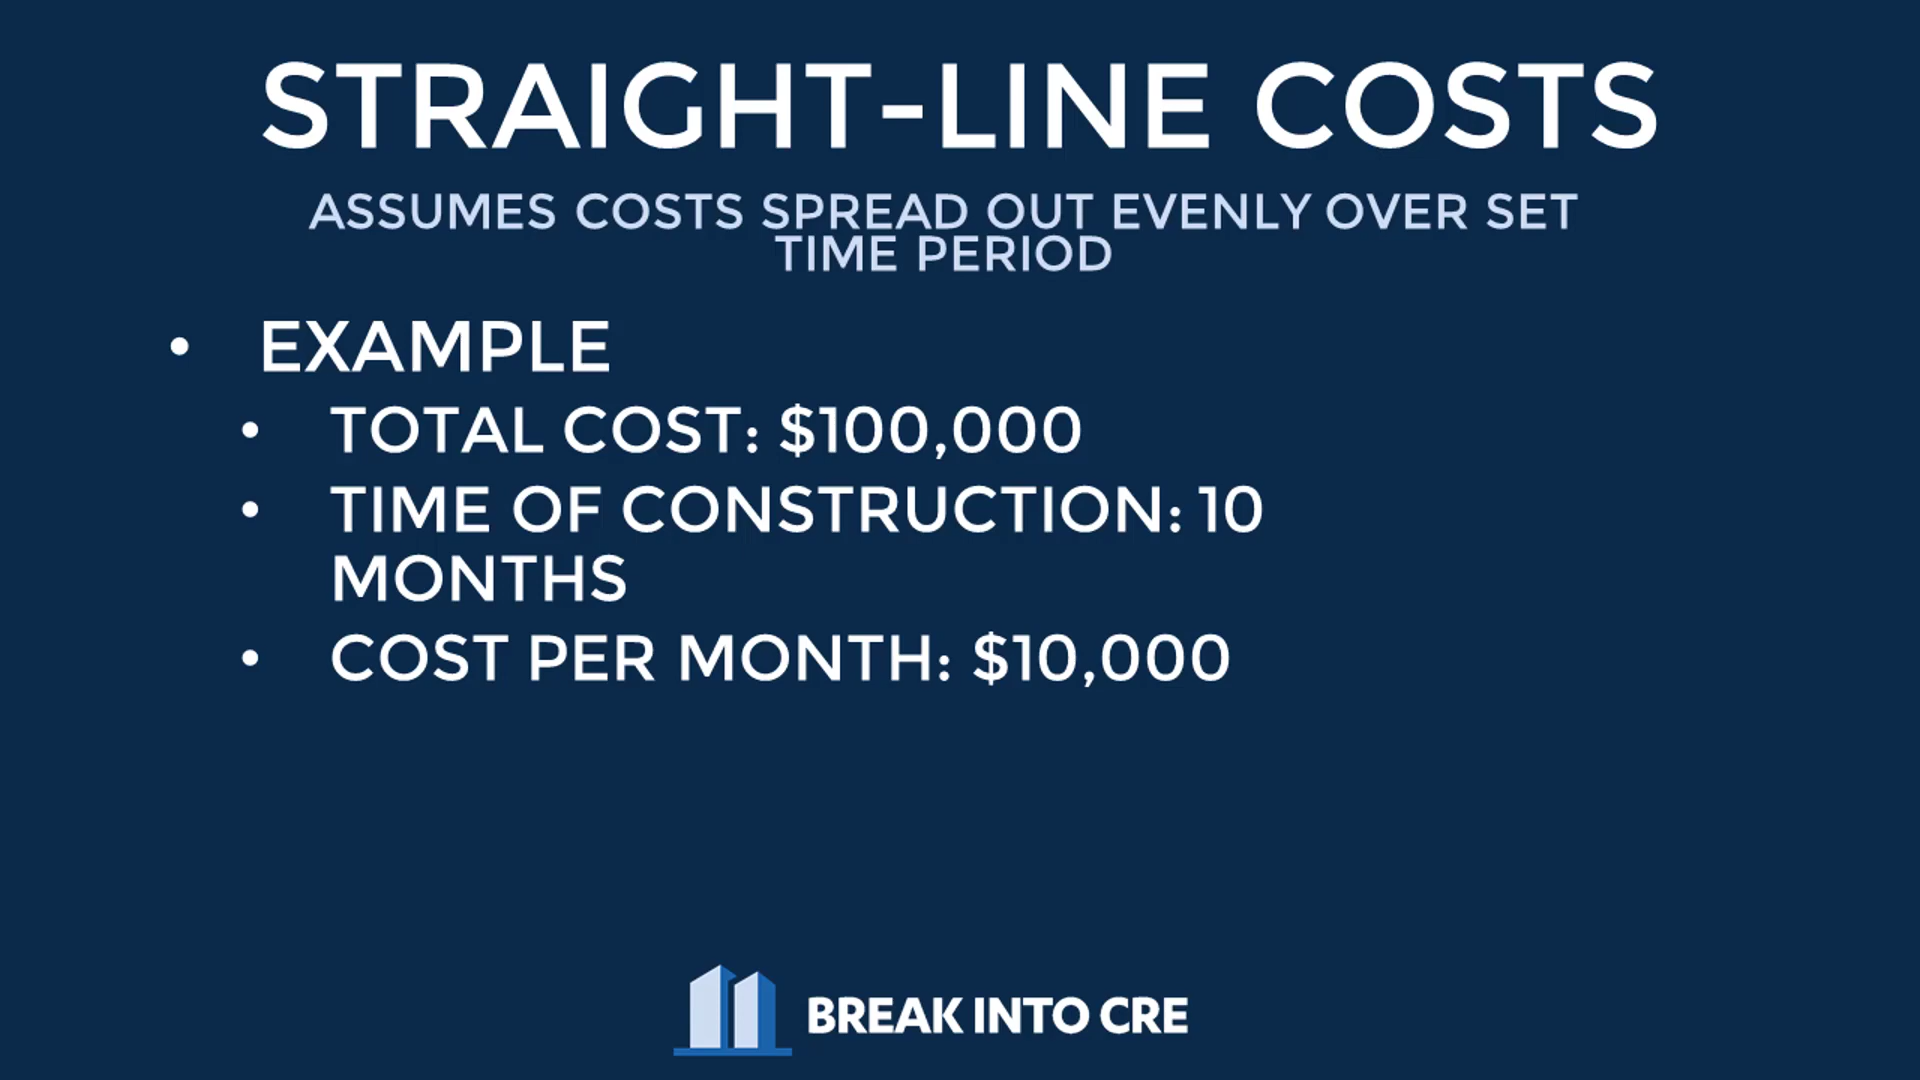 STRAIGHT-LINE COSTS
ASSUMES COSTS SPREAD OUT EVENLY OVER SET
TIME PERIOD
• EXAMPLE
• TOTAL COST: $100,000
• TIME OF CONSTRUCTION: 10
MONTHS
• COST PER MONTH: $10,000
BREAK INTO CRE